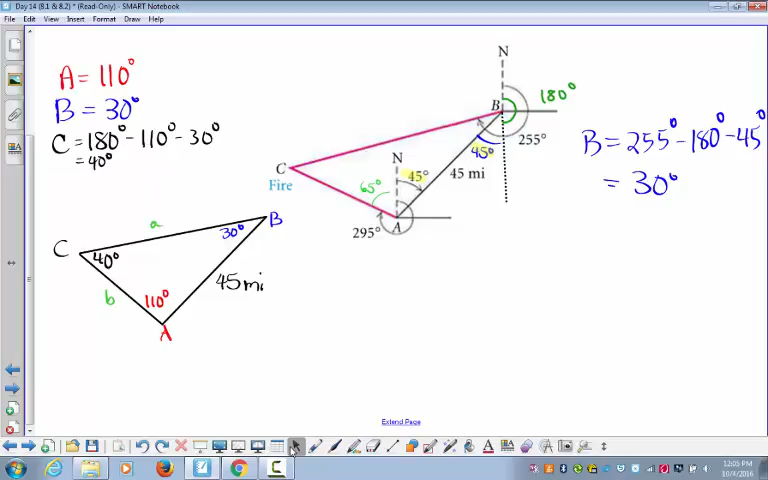 Day 14 (8.1 & 8.2) * [Read-Only] * - SMART Notebook
File Edit View Insert Format Draw Help
A = 110°
B = 30°
C = 180° - 110° - 30°
= 40°
N
B
180°
255°
45°
N
45°
45 mi
C
Fire
65°
295°
A
B = 255° - 180° - 45°
= 30°
a
B
30°
C
40°
45 mi
b
110°
A
Extend Page
12:05 PM
10/4/2016